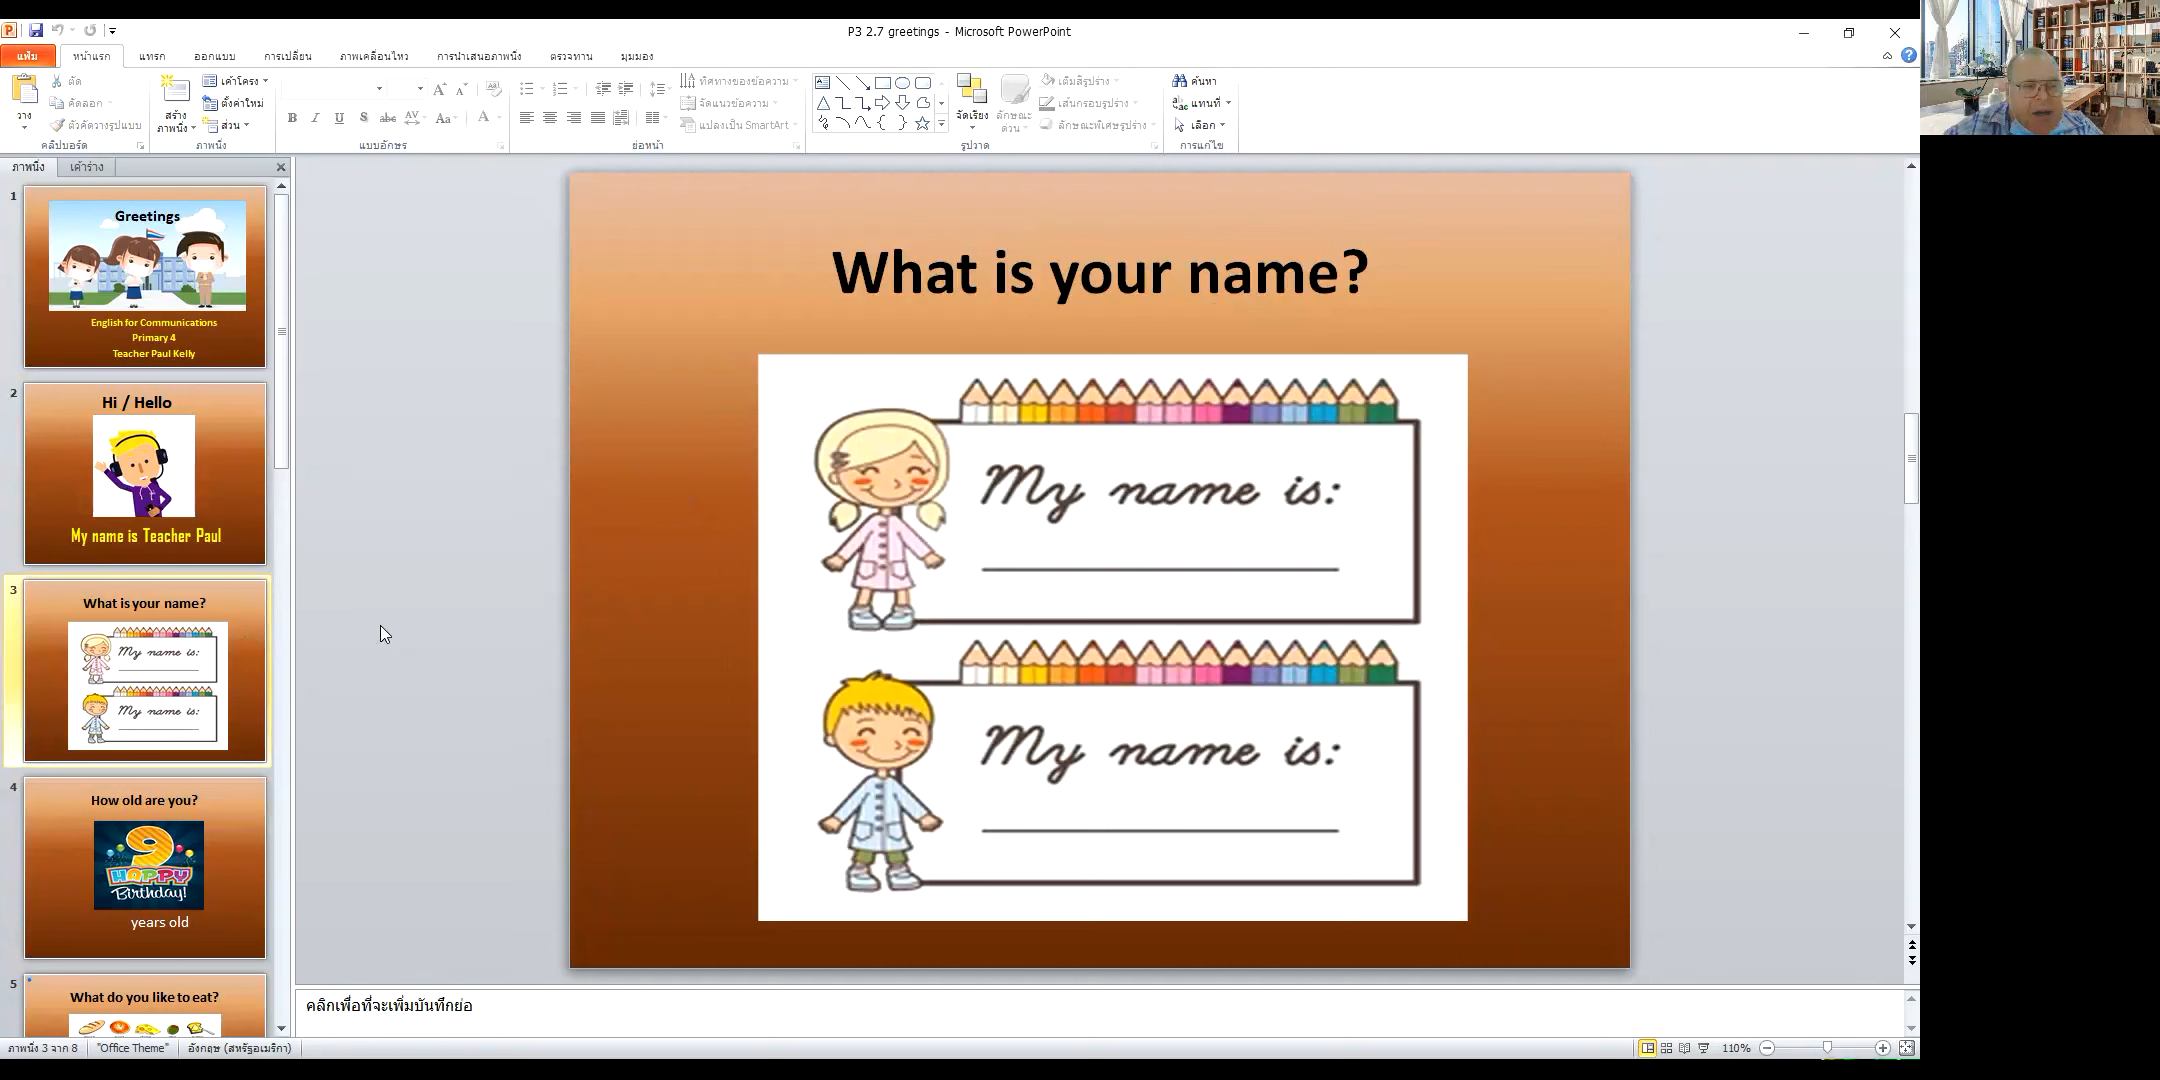 P3 2.7 greetings - Microsoft PowerPoint
แฟ้ม
หน้าแรก
แทรก
ออกแบบ
การเปลี่ยน
ภาพเคลื่อนไหว
การนำเสนอภาพนิ่ง
ตรวจทาน
มุมมอง
วาง
ตัด
คัดลอก
ตัวคัดวางรูปแบบ
คลิปบอร์ด
สร้าง
ภาพนิ่ง
เค้าโครง
ตั้งค่าใหม่
ส่วน
ภาพนิ่ง
B I U S abc AV Aa A
แบบอักษร
ทิศทางของข้อความ
จัดแนวข้อความ
แปลงเป็น SmartArt
ย่อหน้า
จัดเรียง
ลักษณะ
ด่วน
เติมสีรูปร่าง
เส้นกรอบรูปร่าง
ลักษณะพิเศษรูปร่าง
รูปวาด
ค้นหา
แทนที่
เลือก
การแก้ไข
ภาพนิ่ง
เค้าร่าง
1
Greetings
English for Communications
Primary 4
Teacher Paul Kelly
2
Hi / Hello
My name is Teacher Paul
3
What is your name?
My name is:
My name is:
4
How old are you?
9
HAPPY
Birthday!
years old
5
What do you like to eat?
What is your name?
My name is:
My name is:
คลิกเพื่อที่จะเพิ่มบันทึกย่อ
ภาพนิ่ง 3 จาก 8
"Office Theme"
อังกฤษ (สหรัฐอเมริกา)
110%